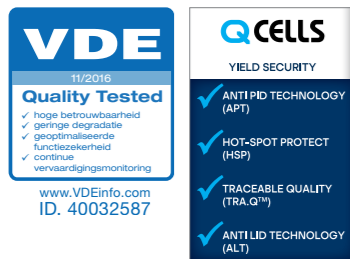 VDE
11/2016
Quality Tested
✓ hoge betrouwbaarheid
✓ geringe degradatie
✓ geoptimaliseerde
functiezekerheid
✓ continue
vervaardigingsmonitoring
www.VDEinfo.com
ID. 40032587
QCELLS
YIELD SECURITY
ANTI PID TECHNOLOGY
(APT)
HOT-SPOT PROTECT
(HSP)
TRACEABLE QUALITY
(TRA.Q™)
ANTI LID TECHNOLOGY
(ALT)